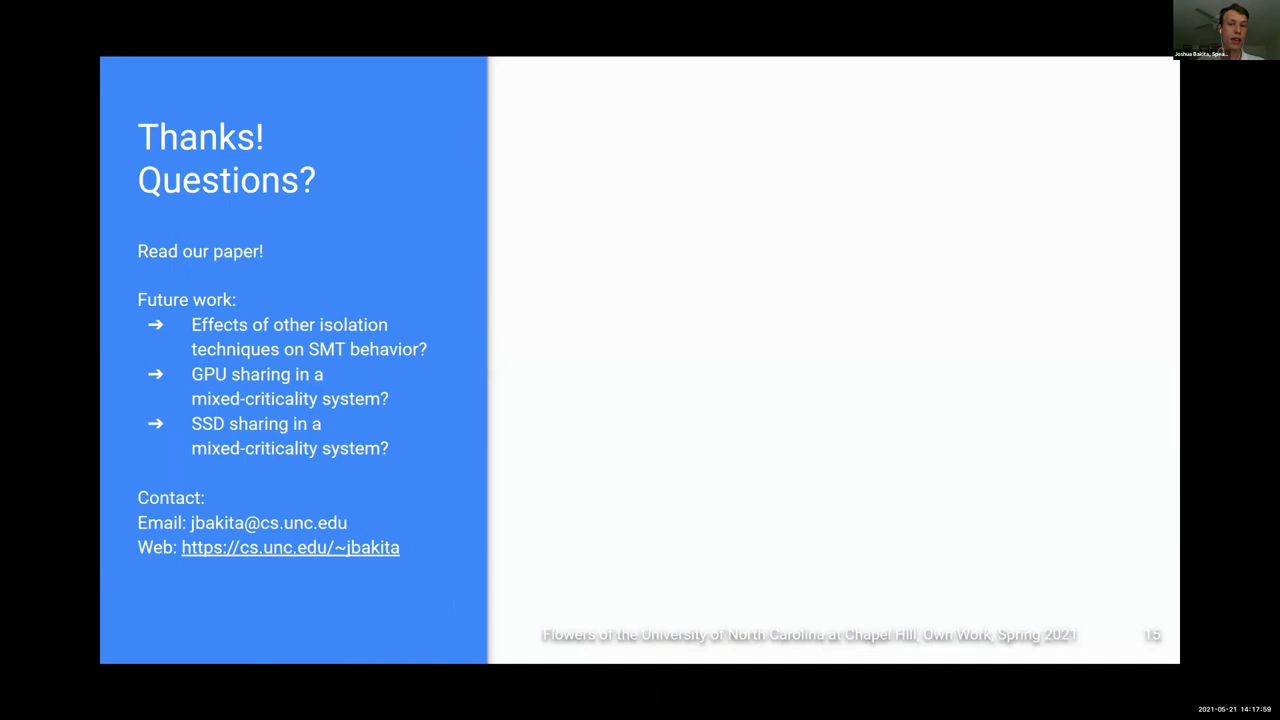 Joshua Bakita, Spea...
Thanks!
Questions?
Read our paper!
Future work:
➔ Effects of other isolation
techniques on SMT behavior?
➔ GPU sharing in a
mixed-criticality system?
➔ SSD sharing in a
mixed-criticality system?
Contact:
Email: jbakita@cs.unc.edu
Web: https://cs.unc.edu/~jbakita
Flowers of the University of North Carolina at Chapel Hill, Own Work, Spring 2021
15
2021-05-21 14:17:59